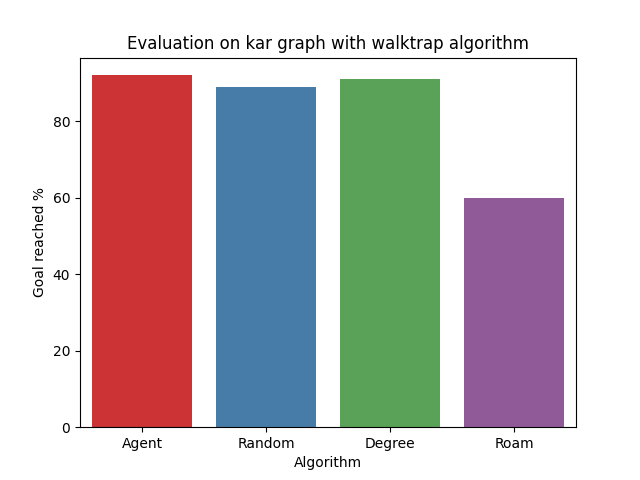 Evaluation on kar graph with walktrap algorithm
Goal reached %
80
60
40
20
0
Agent Random Degree Roam
Algorithm